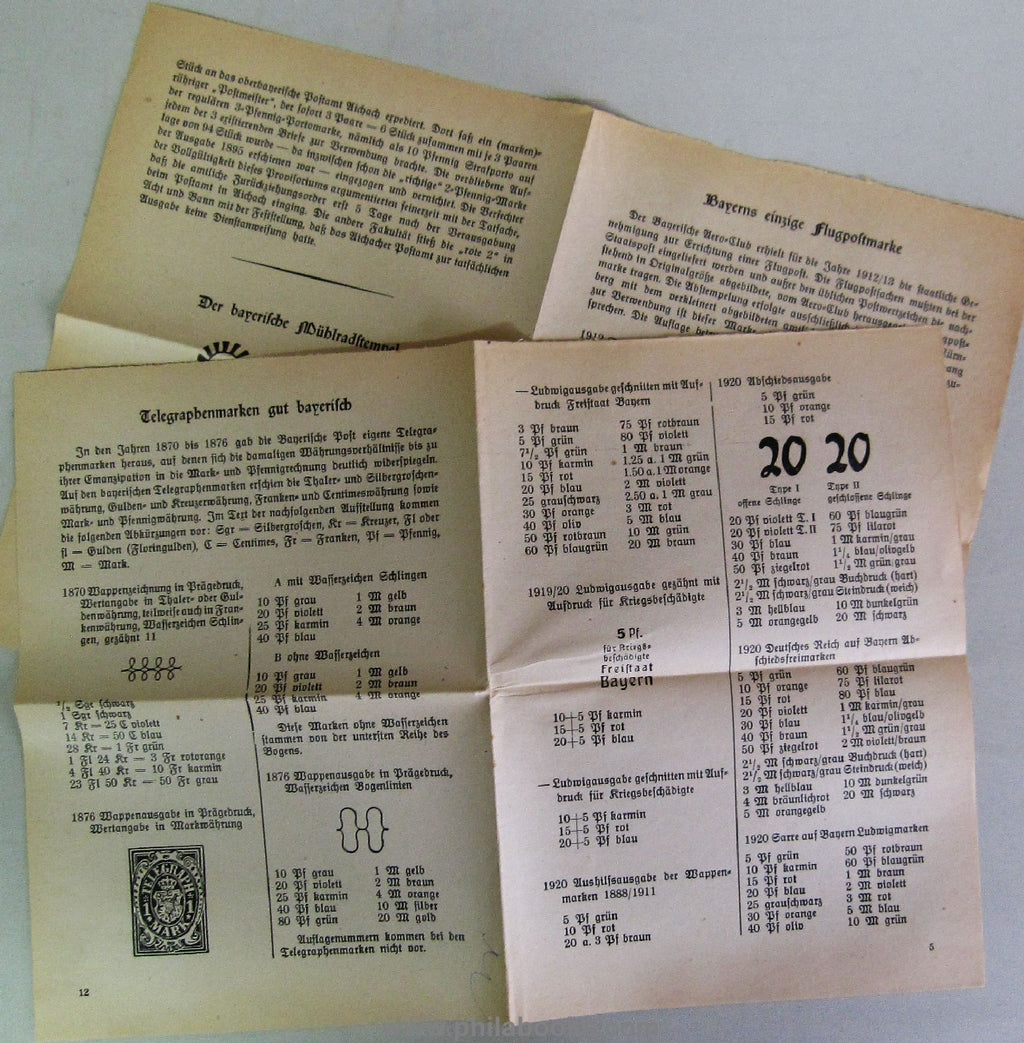 Stück an das oberbayerische Postamt Aichach expediert. Dort saß ein (marken)-
rühriger „Postmeister", der sofort 3 Paare — 6 Stück zusammen mit je 3 Paaren
der regulären 3-Pfennig-Portomarke, nämlich als 10 Pfennig Strafporto auf
jedem der 3 existierenden Briefe zur Verwendung brachte. Die verbliebene Auf-
lage von 94 Stück wurde — da inzwischen schon die „richtige" 2-Pfennig-Marke
der Ausgabe 1895 erschienen war — eingezogen und vernichtet. Die Verfechter
der Vollgültigkeit dieses Provisoriums argumentierten seinerzeit mit der Tatsache,
daß die amtliche Zurückziehungsorder erst 5 Tage nach der Verausgabung
beim Postamt in Aichach einging. Die andere Fakultät stieß die „rote 2" in
Acht und Bann mit der Feststellung, daß das Aichacher Postamt zur tatsächlichen
Ausgabe keine Dienstanweisung hatte.
Der bayerische Mühlradstempel
Bayerns einzige Flugpostmarke
Der Bayerische Aero-Club erhielt für die Jahre 1912/13 die staatliche Ge-
nehmigung zur Errichtung einer Flugpost. Die Flugpostsachen mußten bei der
Staatspost eingeliefert werden und außer den üblichen Postwertzeichen die nach-
stehend in Originalgröße abgebildete, vom Aero-Club
marke tragen. Die Abstempelung erfolgte ausschließlich
berg mit dem verkleinert abgebildeten
zur Verwendung ist dieser
sprechen. Die Auflage
1912
Telegraphenmarken gut bayerisch
In den Jahren 1870 bis 1876 gab die Bayerische Post eigene Telegra-
phenmarken heraus, auf denen sich die damaligen Währungsverhältnisse bis zu
ihrer Emanzipation in die Mark- und Pfennigrechnung deutlich widerspiegeln.
Auf den bayerischen Telegraphenmarken erschien die Thaler- und Silbergroschen-
währung, Gulden- und Kreuzerwährung, Franken- und Centimeswährung sowie
Mark- und Pfennigwährung. Im Text der nachfolgenden Aufstellung kommen
die folgenden Abkürzungen vor: Sgr = Silbergroschen, Kr = Kreuzer, Fl oder
fl = Gulden (Floringulden), C = Centimes, Fr = Franken, Pf = Pfennig,
M = Mark.
1870 Wappenzeichnung in Prägedruck,
Wertangabe in Thaler- oder Gul-
denwährung, teilweise auch in Fran-
kenwährung, Wasserzeichen Schlin-
gen, gezähnt 11
1/2 Sgr schwarz
1 Sgr schwarz
7 Kr = 25 C violett
14 Kr = 50 C blau
28 Kr = 1 Fr grün
1 Fl 24 Kr = 3 Fr rotorange
4 Fl 40 Kr = 10 Fr karmin
23 Fl 50 Kr = 50 Fr grau
1876 Wappenausgabe in Prägedruck,
Wertangabe in Markwährung
TELEGRAPHEN
MARK
12
A mit Wasserzeichen Schlingen
10 Pf grau 1 M gelb
20 Pf violett 2 M braun
25 Pf karmin 4 M orange
40 Pf blau
B ohne Wasserzeichen
10 Pf grau 1 M gelb
20 Pf violett 2 M braun
25 Pf karmin 4 M orange
40 Pf blau
Diese Marken ohne Wasserzeichen
stammen von der untersten Reihe des
Bogens.
1876 Wappenausgabe in Prägedruck,
Wasserzeichen Bogenlinien
10 Pf grau 1 M gelb
20 Pf violett 2 M braun
25 Pf karmin 4 M orange
40 Pf blau 10 M silber
80 Pf grün 20 M gold
Auflagenummern kommen bei den
Telegraphenmarken nicht vor.
— Ludwigausgabe geschnitten mit Auf-
druck Freistaat Bayern
3 Pf braun 75 Pf rotbraun
5 Pf grün 80 Pf violett
7½ Pf grün 1 M braun
10 Pf karmin 1.25 a. 1 M grün
15 Pf rot 1.50 a. 1 M orange
20 Pf blau 2 M violett
25 grauschwarz 2.50 a. 1 M grau
30 Pf orange 3 M rot
40 Pf oliv 5 M blau
50 Pf rotbraun 10 M grün
60 Pf blaugrün 20 M braun
1919/20 Ludwigausgabe gezähnt mit
Aufdruck für Kriegsbeschädigte
5 Pf.
für Kriegs-
beschädigte
Freistaat
Bayern
10+5 Pf karmin
15+5 Pf rot
20+5 Pf blau
— Ludwigausgabe geschnitten mit Auf-
druck für Kriegsbeschädigte
10+5 Pf karmin
15+5 Pf rot
20+5 Pf blau
1920 Aushilfsausgabe der Wappen-
marken 1888/1911
5 Pf grün
10 Pf rot
20 a. 3 Pf braun
1920 Abschiedsausgabe
5 Pf grün
10 Pf orange
15 Pf rot
20 20
Type I Type II
offene Schlinge geschlossene Schlinge
20 Pf violett T. I 60 Pf blaugrün
20 Pf violett T. II 75 Pf lilarot
30 Pf blau 1 M karmin/grau
40 Pf braun 1¼ blau/olivgelb
50 Pf ziegelrot 1½ M grün/grau
2½ M schwarz/grau Buchdruck (hart)
2½ M schwarz/grau Steindruck (weich)
3 M hellblau 10 M dunkelgrün
5 M orangegelb 20 M schwarz
1920 Deutsches Reich auf Bayern Ab-
schiedsfreimarken
5 Pf grün 60 Pf blaugrün
10 Pf orange 75 Pf lilarot
15 Pf rot 80 Pf blau
20 Pf violett 1 M karmin/grau
30 Pf blau 1¼ blau/olivgelb
40 Pf braun 1½ M grün/grau
50 Pf ziegelrot 2 M violett/braun
2½ M schwarz/grau Buchdruck (hart)
2½ M schwarz/grau Steindruck (weich)
3 M hellblau 10 M dunkelgrün
4 M bräunlichrot 20 M schwarz
5 M orangegelb
1920 Sarre auf Bayern Ludwigmarken
5 Pf grün 50 Pf rotbraun
10 Pf karmin 60 Pf blaugrün
15 Pf rot 1 M braun
20 Pf blau 2 M violett
25 grauschwarz 3 M rot
30 Pf orange 5 M blau
40 Pf oliv 10 M grün
5